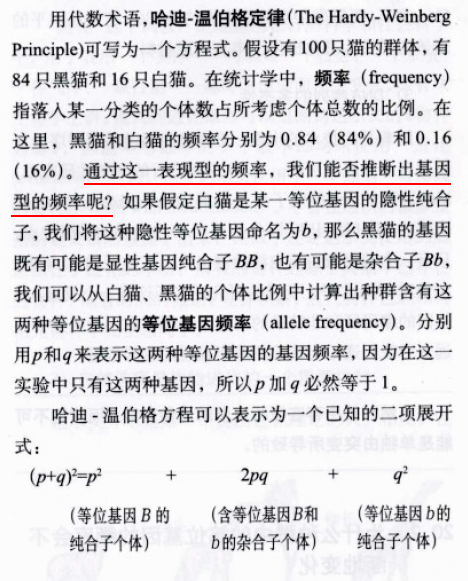 用代数术语,哈迪-温伯格定律(The Hardy-Weinberg
Principle)可写为一个方程式。假设有100只猫的群体,有
84只黑猫和16只白猫。在统计学中,频率(frequency)
指落人某一分类的个体数占所考虑个体总数的比例。在
这里,黑猫和白猫的频率分别为0.84(84%)和0.16
(16%)。通过这一表现型的频率,我们能否推断出基因
型的频率呢?如果假定白猫是某一等位基因的隐性纯合
子,我们将这种隐性等位基因命名为b,那么黑猫的基因
既有可能是显性基因纯合子BB,也有可能是杂合子Bb,
我们可以从白猫、黑猫的个体比例中计算出种群含有这
两种等位基因的等位基因频率(allele frequency)。分别
用p和q来表示这两种等位基因的基因频率,因为在这一
实验中只有这两种基因,所以p加q必然等于1。
哈迪-温伯格方程可以表示为一个已知的二项展开
式:
(p+q)²=p² + 2pq + q²
(等位基因B的 (含等位基因B和 (等位基因b的
纯合子个体) b的杂合子个体) 纯合子个体)